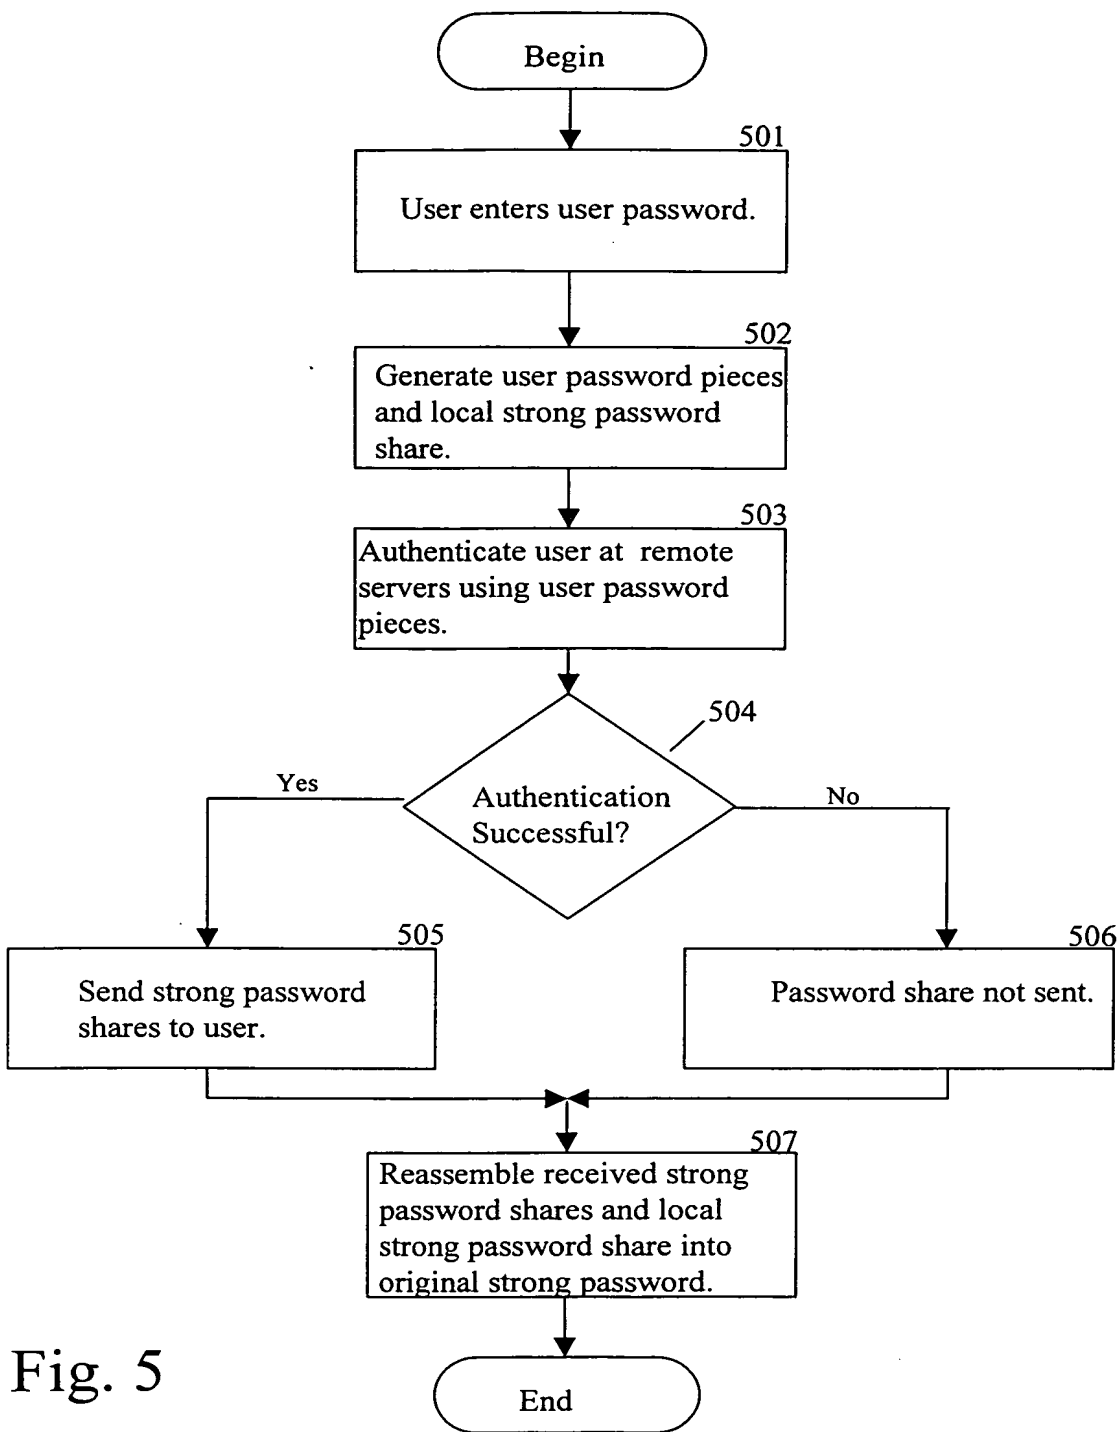 Begin
501
User enters user password.
502
Generate user password pieces
and local strong password
share.
503
Authenticate user at remote
servers using user password
pieces.
504
Authentication
Successful?
Yes
No
505
Send strong password
shares to user.
506
Password share not sent.
507
Reassemble received strong
password shares and local
strong password share into
original strong password.
End
Fig. 5